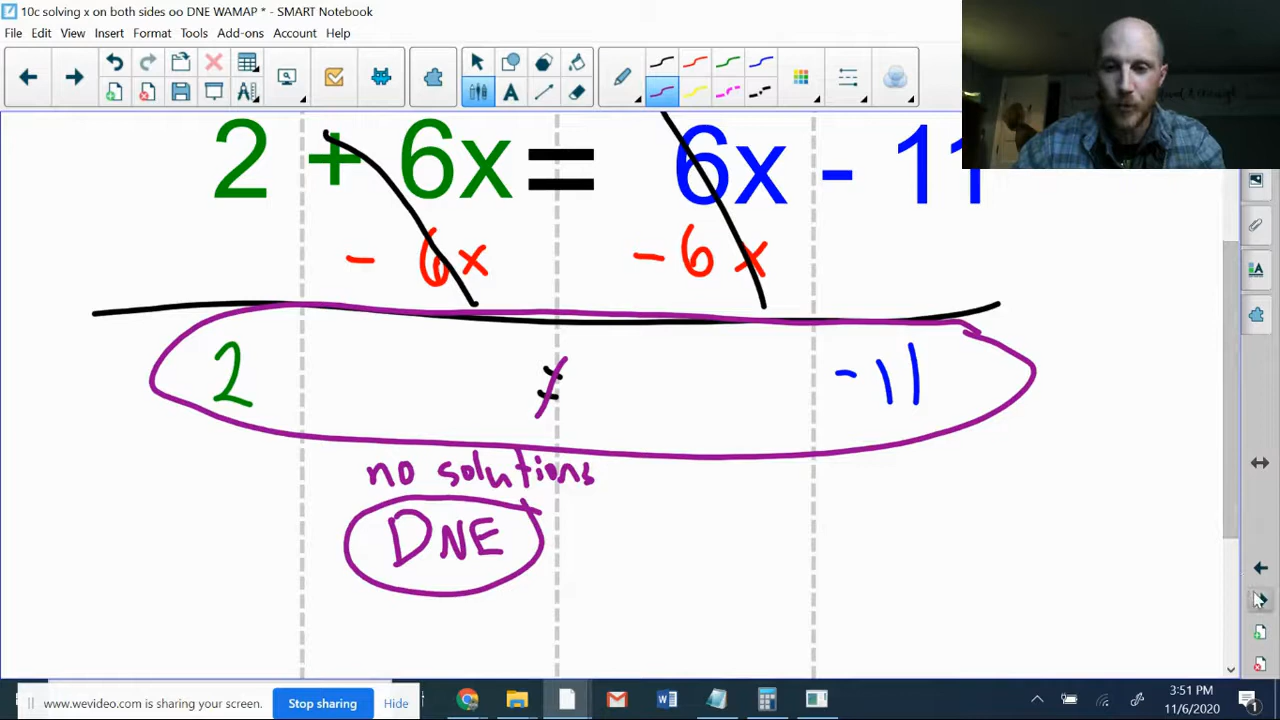 10c solving x on both sides oo DNE WAMAP * - SMART Notebook
File Edit View Insert Format Tools Add-ons Account Help
2 + 6x = 6x - 11
- 6x - 6x
2 ≠ -11
no solutions
DNE
www.wevideo.com is sharing your screen. Stop sharing Hide
3:51 PM
11/6/2020